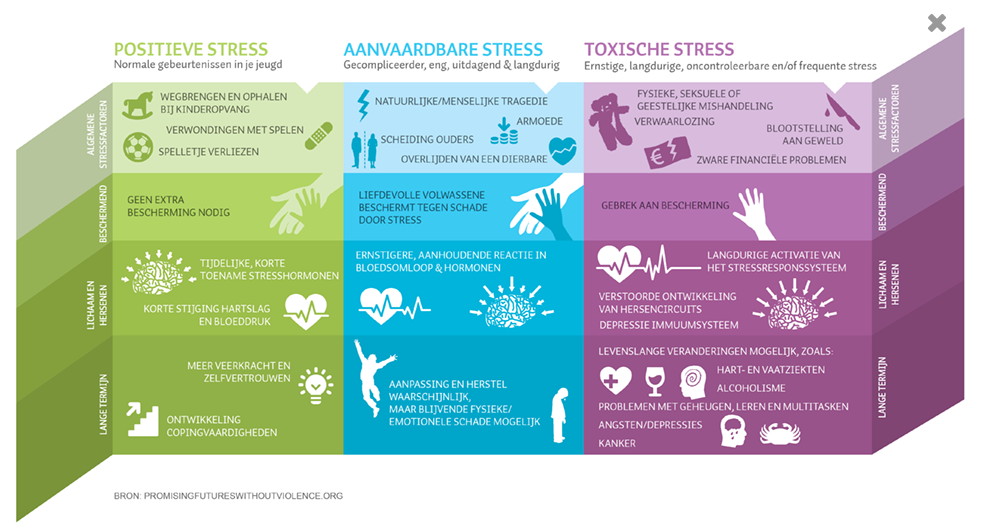 POSITIEVE STRESS
Normale gebeurtenissen in je jeugd
AANVAARDBARE STRESS
Gecompliceerder, eng, uitdagend & langdurig
TOXISCHE STRESS
Ernstige, langdurige, oncontroleerbare en/of frequente stress
ALGEMENE
STRESSFACTOREN
WEGBRENGEN EN OPHALEN
BIJ KINDEROPVANG
VERWONDINGEN MET SPELEN
SPELLETJE VERLIEZEN
NATUURLIJKE/MENSELIJKE TRAGEDIE
ARMOEDE
SCHEIDING OUDERS
OVERLIJDEN VAN EEN DIERBARE
FYSIEKE, SEKSUELE OF
GEESTELIJKE MISHANDELING
VERWAARLOZING
BLOOTSTELLING
AAN GEWELD
€
ZWARE FINANCIËLE PROBLEMEN
ALGEMENE
STRESSFACTOREN
BESCHERMEND
GEEN EXTRA
BESCHERMING NODIG
LIEFDEVOLLE VOLWASSENE
BESCHERMT TEGEN SCHADE
DOOR STRESS
GEBREK AAN BESCHERMING
BESCHERMEND
LICHAAM EN
HERSENEN
TIJDELIJKE, KORTE
TOENAME STRESSHORMONEN
KORTE STIJGING HARTSLAG
EN BLOEDDRUK
ERNSTIGERE, AANHOUDENDE REACTIE IN
BLOEDSOMLOOP & HORMONEN
LANGDURIGE ACTIVATIE VAN
HET STRESSRESPONSSYSTEEM
VERSTOORDE ONTWIKKELING
VAN HERSENCIRCUITS
DEPRESSIE IMMUUMSYSTEEM
LICHAAM EN
HERSENEN
LANGE TERMIJN
MEER VEERKRACHT EN
ZELFVERTROUWEN
ONTWIKKELING
COPINGVAARDIGHEDEN
AANPASSING EN HERSTEL
WAARSCHIJNLIJK,
MAAR BLIJVENDE FYSIEKE/
EMOTIONELE SCHADE MOGELIJK
LEVENSLANGE VERANDERINGEN MOGELIJK, ZOALS:
HART- EN VAATZIEKTEN
ALCOHOLISME
PROBLEMEN MET GEHEUGEN, LEREN EN MULTITASKEN
ANGSTEN/DEPRESSIES
KANKER
LANGE TERMIJN
BRON: PROMISINGFUTURESWITHOUTVIOLENCE.ORG